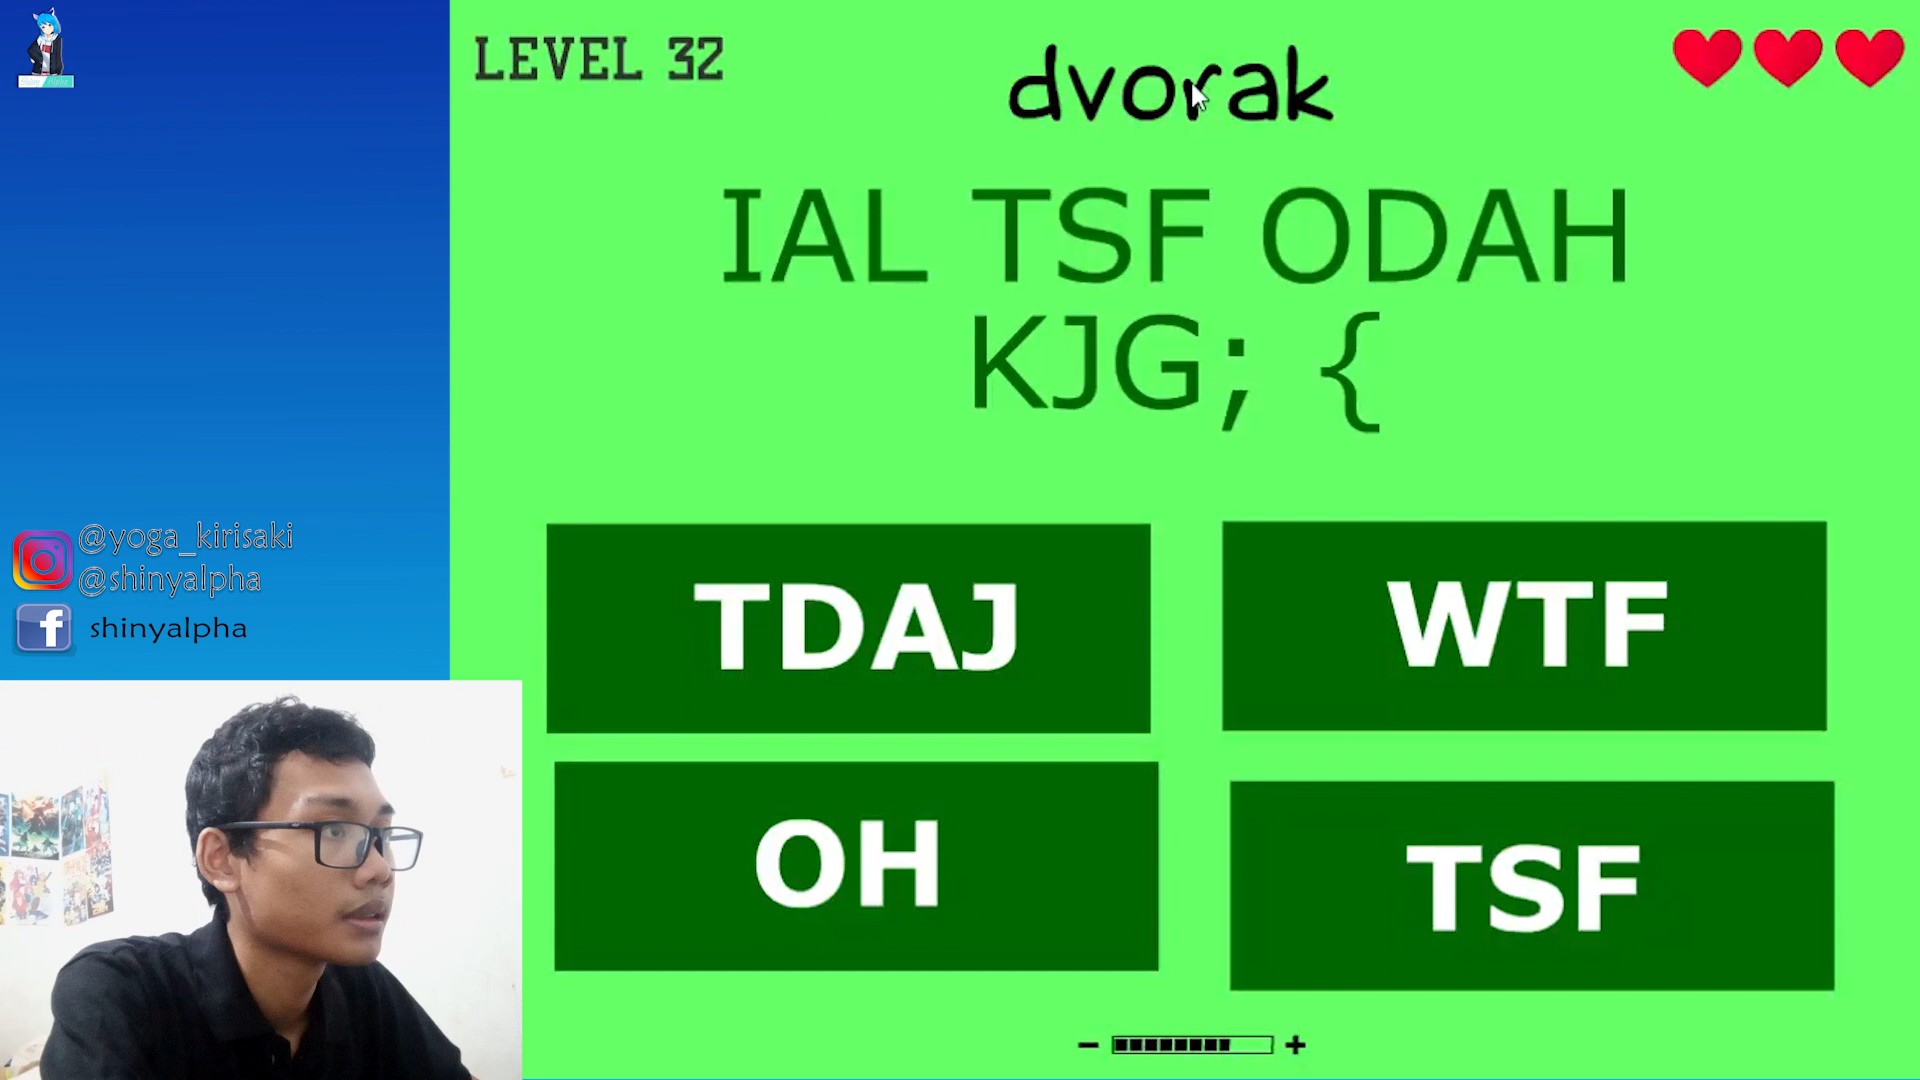 LEVEL 32
dvorak
IAL TSF ODAH
KJG; {
TDAJ
WTF
OH
TSF
@yoga_kirisaki
@shinyalpha
shinyalpha
- +